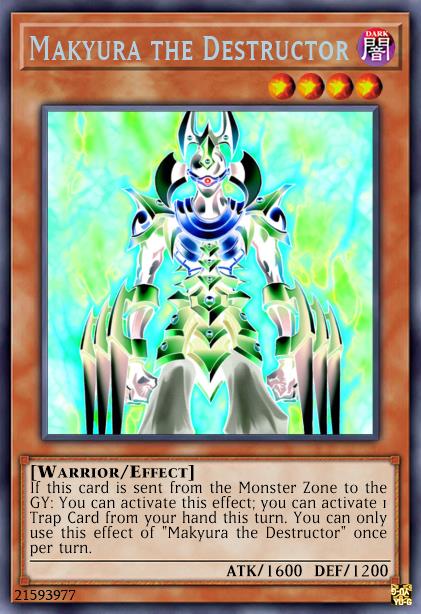 MAKYURA THE DESTRUCTOR
DARK
闇
[WARRIOR/EFFECT]
If this card is sent from the Monster Zone to the
GY: You can activate this effect; you can activate 1
Trap Card from your hand this turn. You can only
use this effect of "Makyura the Destructor" once
per turn.
ATK/1600 DEF/1200
21593977